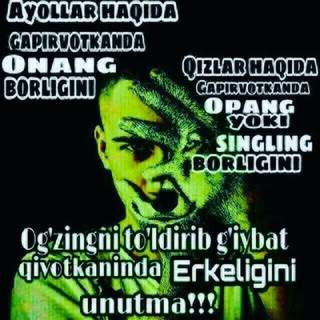 Ayollar haqida
gapirvotkanda
Onang
borligini
Qizlar haqida
Gapirvotkanda
Opang
yoki
singling
borligini
Og'zingni to'ldirib g'iybat
qivotkaninda Erkeligini
unutma!!!